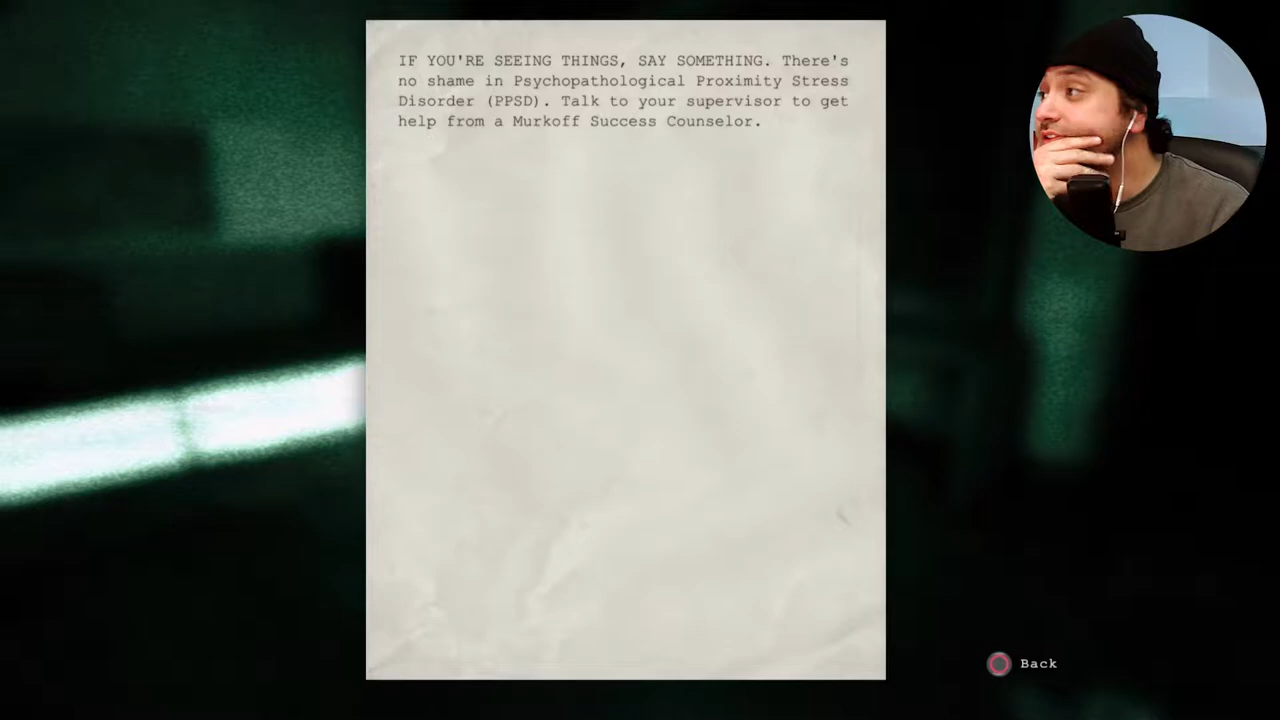 IF YOU'RE SEEING THINGS, SAY SOMETHING. There's
no shame in Psychopathological Proximity Stress
Disorder (PPSD). Talk to your supervisor to get
help from a Murkoff Success Counselor.
Back